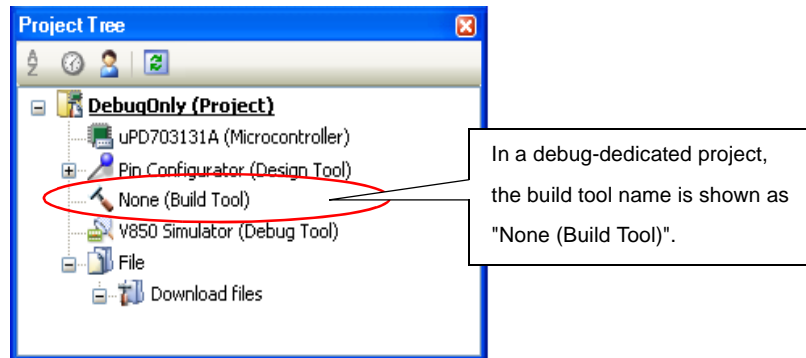 Project Tree
DebugOnly (Project)
uPD703131A (Microcontroller)
Pin Configurator (Design Tool)
None (Build Tool)
V850 Simulator (Debug Tool)
File
Download files
In a debug-dedicated project,
the build tool name is shown as
"None (Build Tool)".